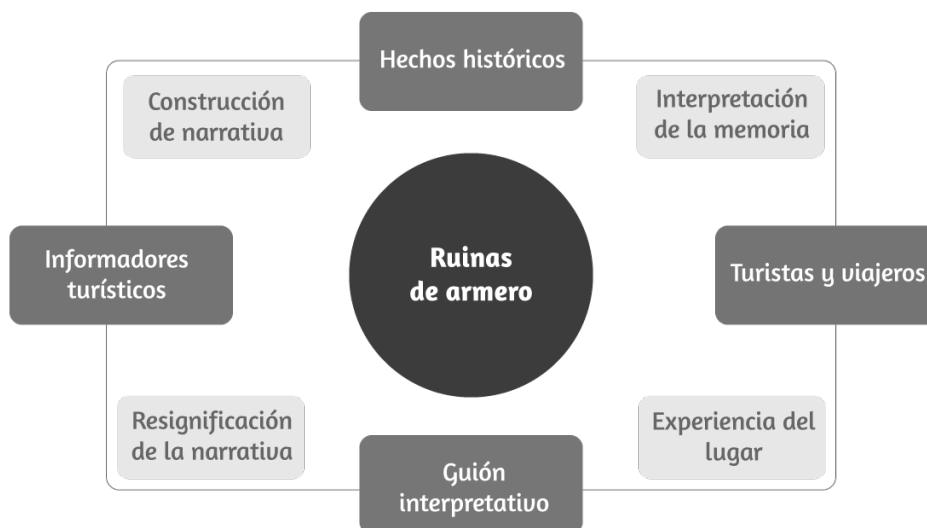 Hechos históricos
Construcción
de narrativa
Interpretación
de la memoria
Informadores
turísticos
Ruinas
de armero
Turistas y viajeros
Resignificación
de la narrativa
Experiencia del
lugar
Guión
interpretativo